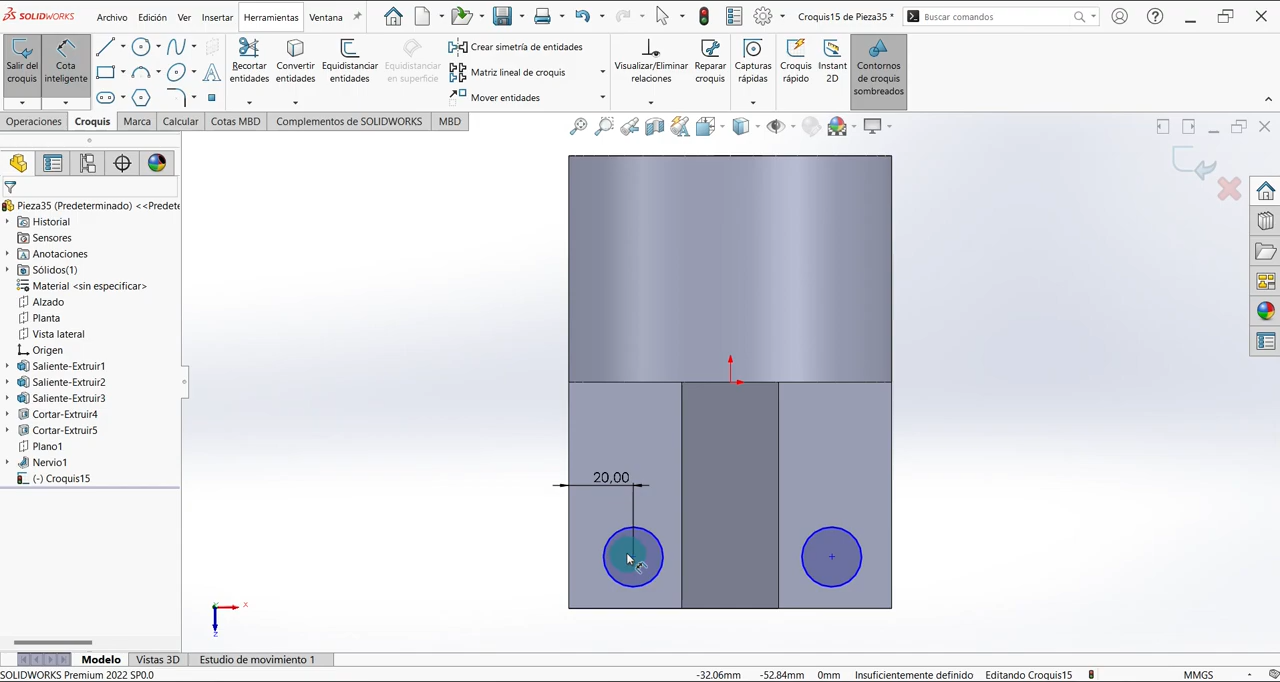 SOLIDWORKS
Archivo Edición Ver Insertar Herramientas Ventana
Croquis15 de Pieza35 *
Buscar comandos
Salir del croquis
Cota inteligente
Recortar entidades
Convertir entidades
Equidistanciar entidades
Equidistanciar en superficie
Crear simetría de entidades
Matriz lineal de croquis
Mover entidades
Visualizar/Eliminar relaciones
Reparar croquis
Capturas rápidas
Croquis rápido
Instant 2D
Contornos de croquis sombreados
Operaciones Croquis Marca Calcular Cotas MBD Complementos de SOLIDWORKS MBD
Pieza35 (Predeterminado) <<Predete
Historial
Sensores
Anotaciones
Sólidos(1)
Material <sin especificar>
Alzado
Planta
Vista lateral
Origen
Saliente-Extruir1
Saliente-Extruir2
Saliente-Extruir3
Cortar-Extruir4
Cortar-Extruir5
Plano1
Nervio1
(-) Croquis15
20,00
X
Z
Modelo Vistas 3D Estudio de movimiento 1
SOLIDWORKS Premium 2022 SP0.0
-32.06mm -52.84mm 0mm Insuficientemente definido Editando Croquis15 MMGS